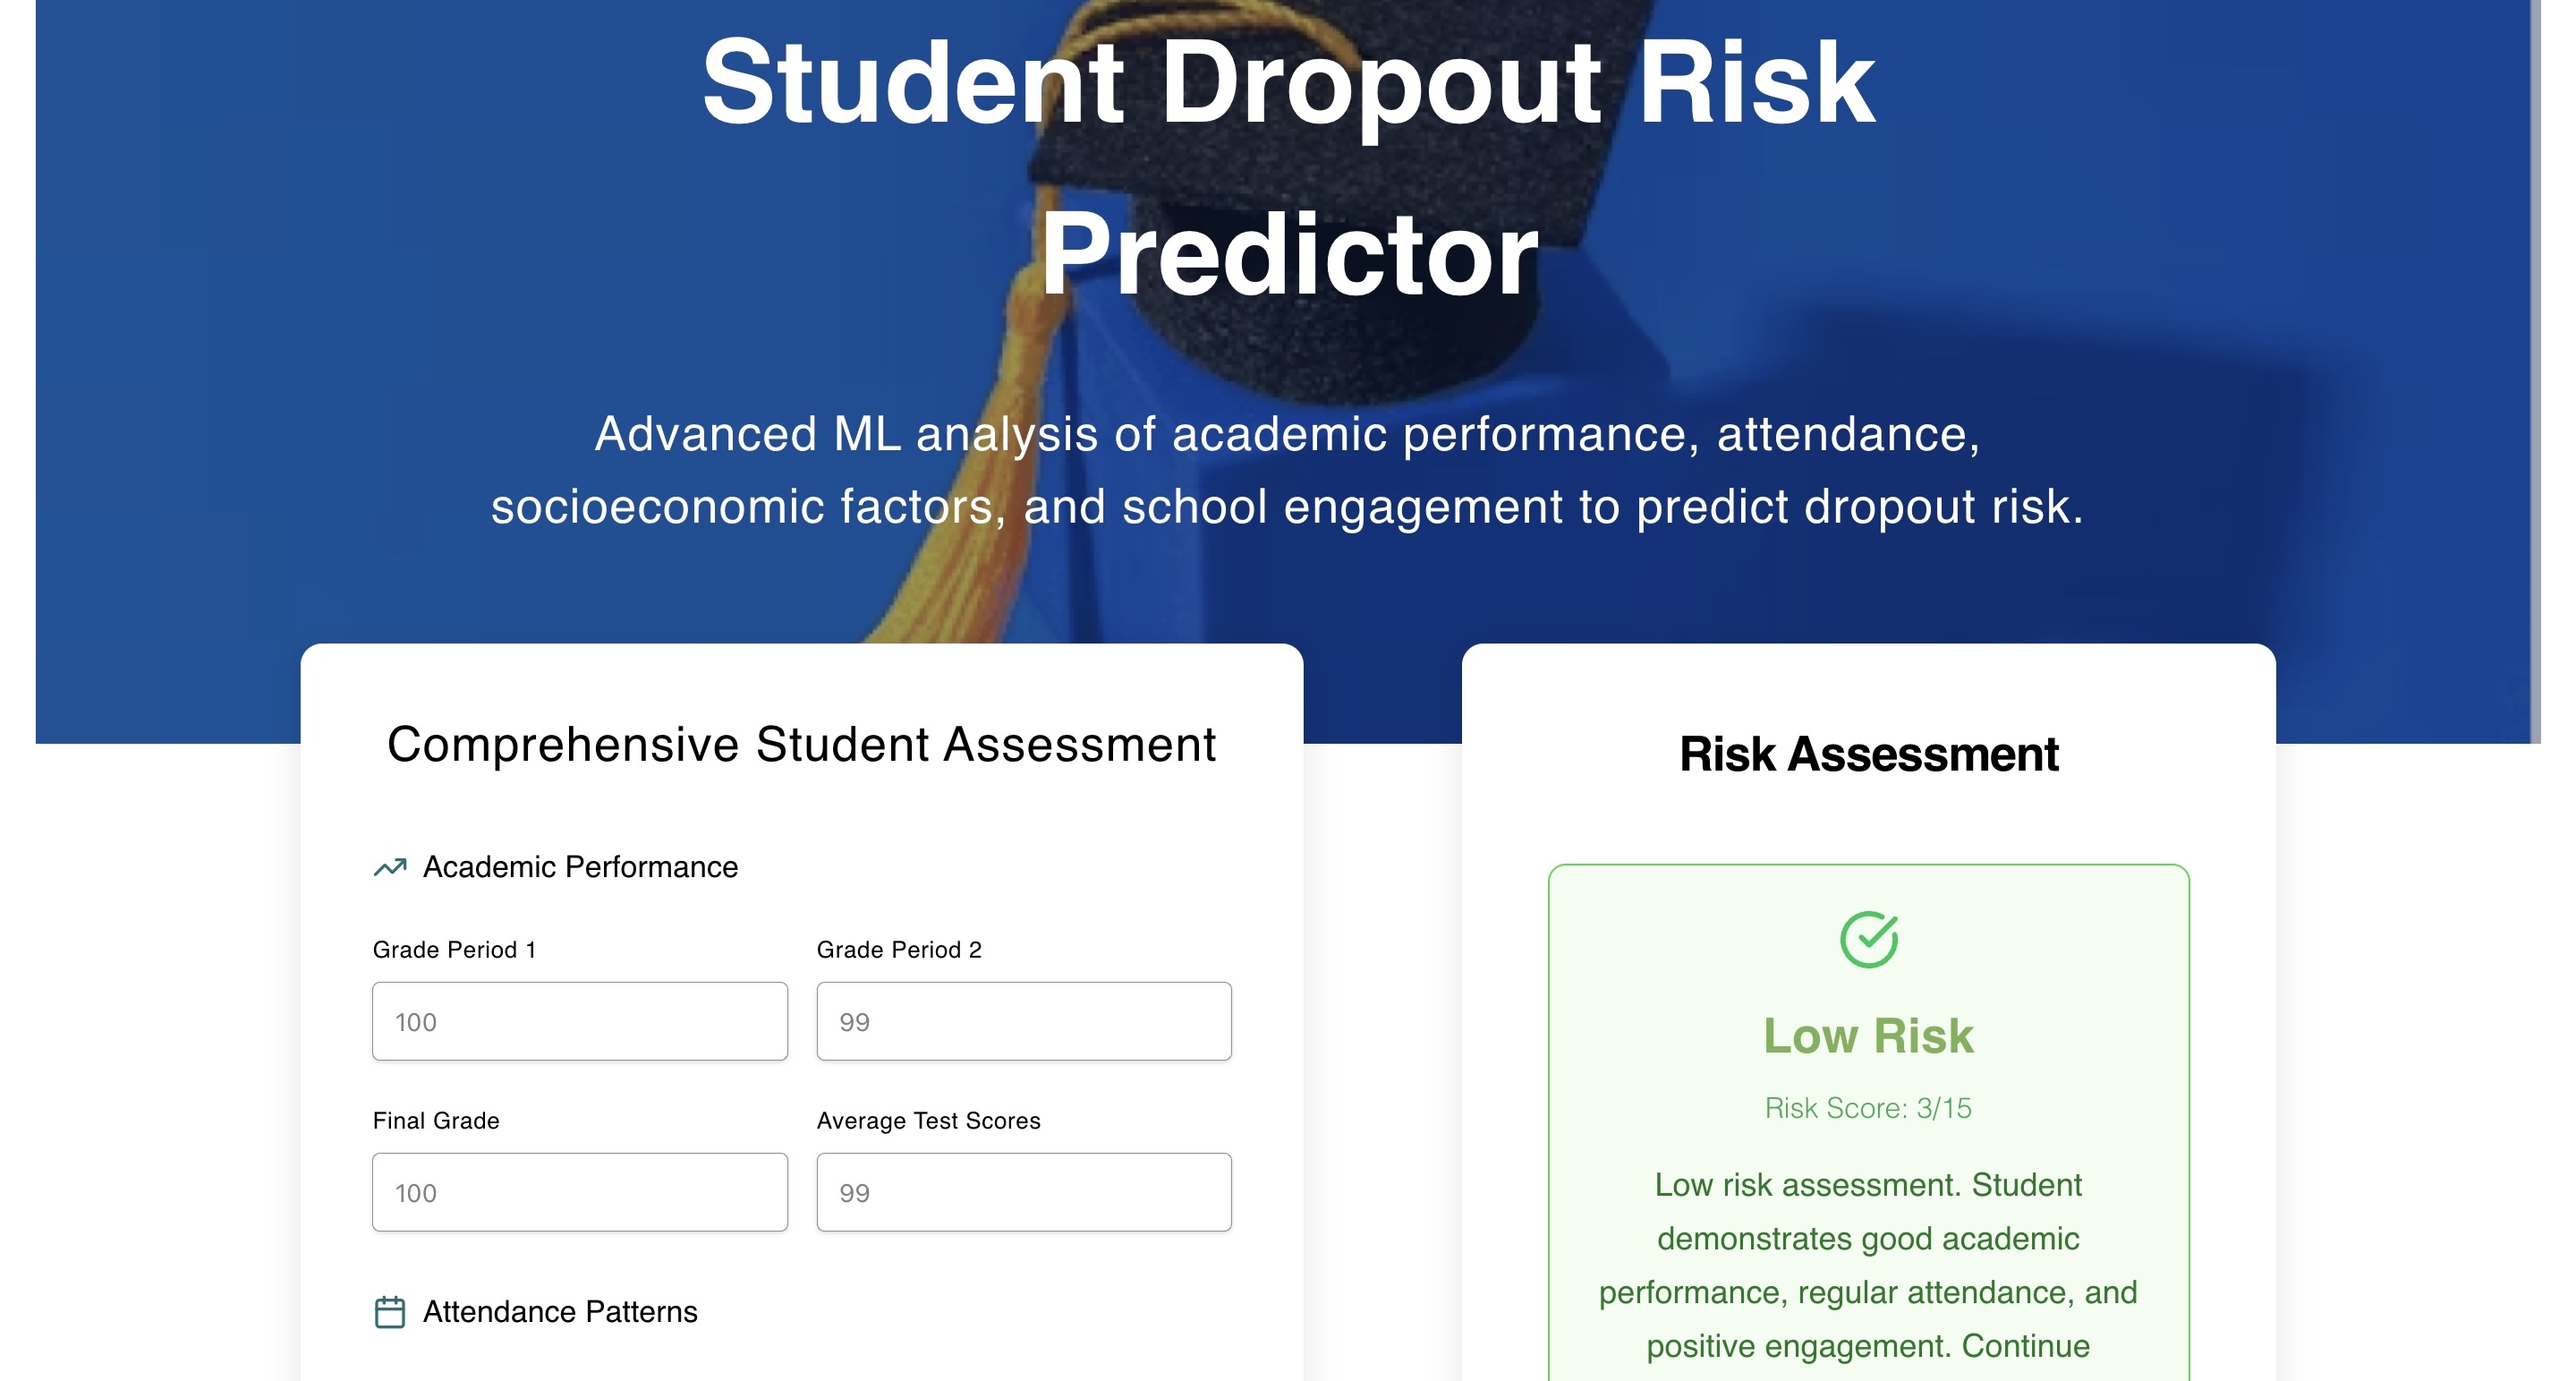 Student Dropout Risk
Predictor
Advanced ML analysis of academic performance, attendance,
socioeconomic factors, and school engagement to predict dropout risk.
Comprehensive Student Assessment
Academic Performance
Grade Period 1
Grade Period 2
100
99
Final Grade
Average Test Scores
100
99
Attendance Patterns
Risk Assessment
Low Risk
Risk Score: 3/15
Low risk assessment. Student
demonstrates good academic
performance, regular attendance, and
positive engagement. Continue